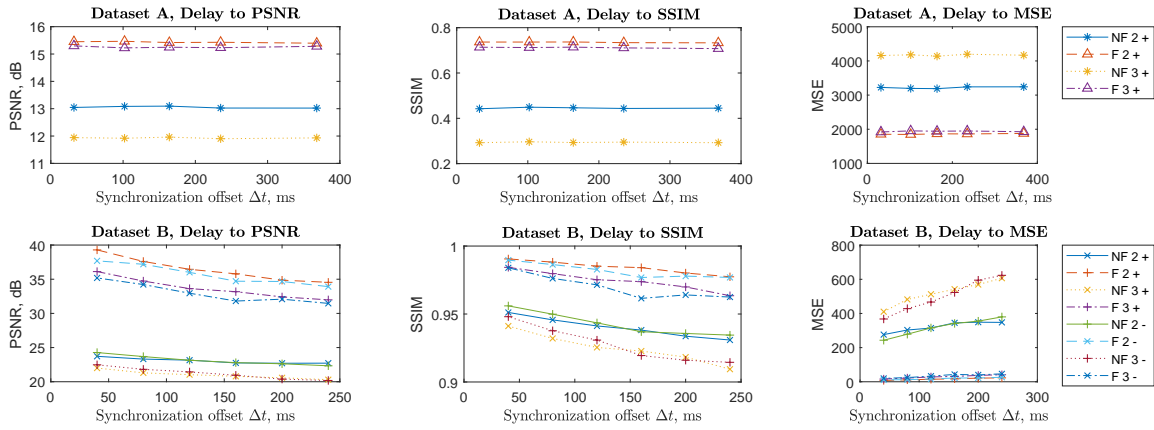 Dataset A, Delay to PSNR
16
15
14
13
12
11
PSNR, dB
0
100
200
300
400
Synchronization offset Δt, ms
Dataset A, Delay to SSIM
0.8
0.6
0.4
0.2
SSIM
0
100
200
300
400
Synchronization offset Δt, ms
Dataset A, Delay to MSE
5000
4000
3000
2000
1000
MSE
0
200
400
Synchronization offset Δt, ms
NF 2 +
F 2 +
NF 3 +
F 3 +
Dataset B, Delay to PSNR
40
35
30
25
20
PSNR, dB
0
50
100
150
200
250
Synchronization offset Δt, ms
Dataset B, Delay to SSIM
1
0.95
0.9
SSIM
0
50
100
150
200
250
Synchronization offset Δt, ms
Dataset B, Delay to MSE
800
600
400
200
0
MSE
0
100
200
300
Synchronization offset Δt, ms
NF 2 +
F 2 +
NF 3 +
F 3 +
NF 2 -
F 2 -
NF 3 -
F 3 -